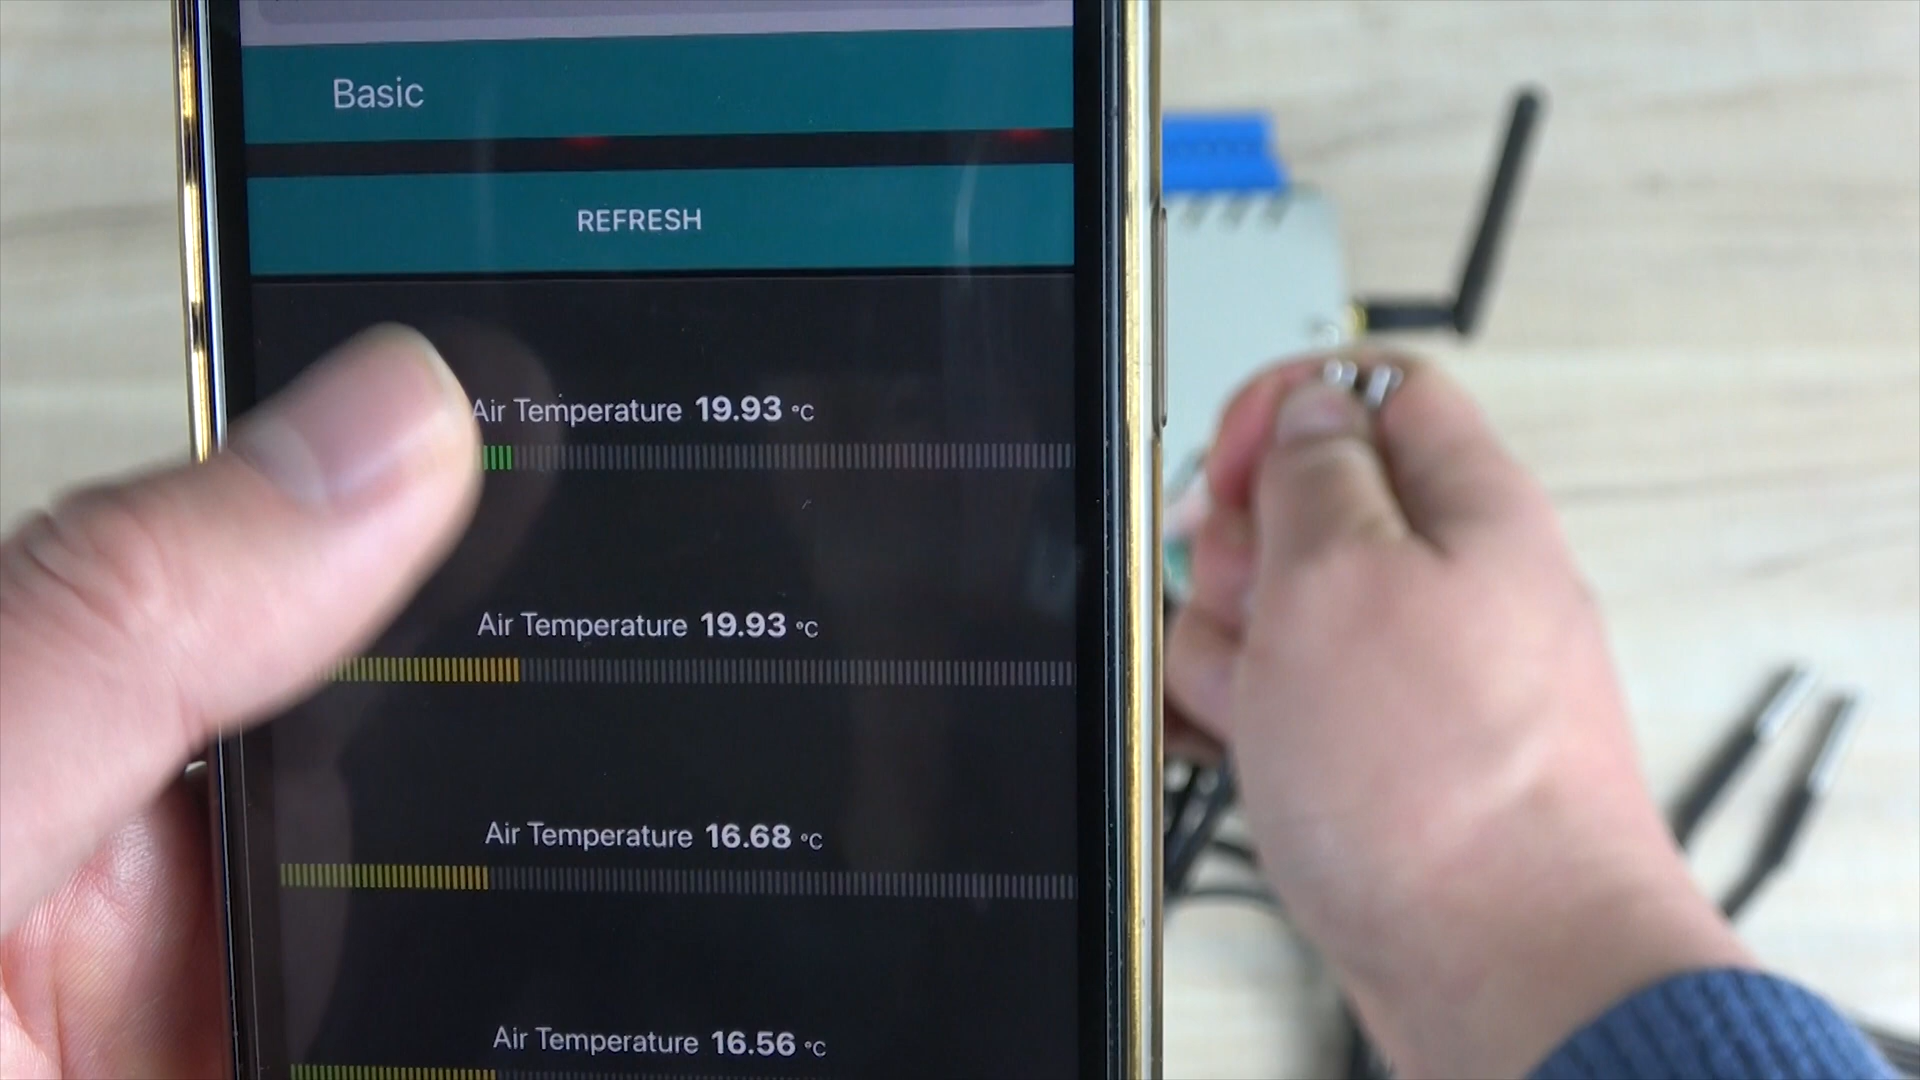 Basic
REFRESH
Air Temperature 19.93 °C
Air Temperature 19.93 °C
Air Temperature 16.68 °C
Air Temperature 16.56 °C